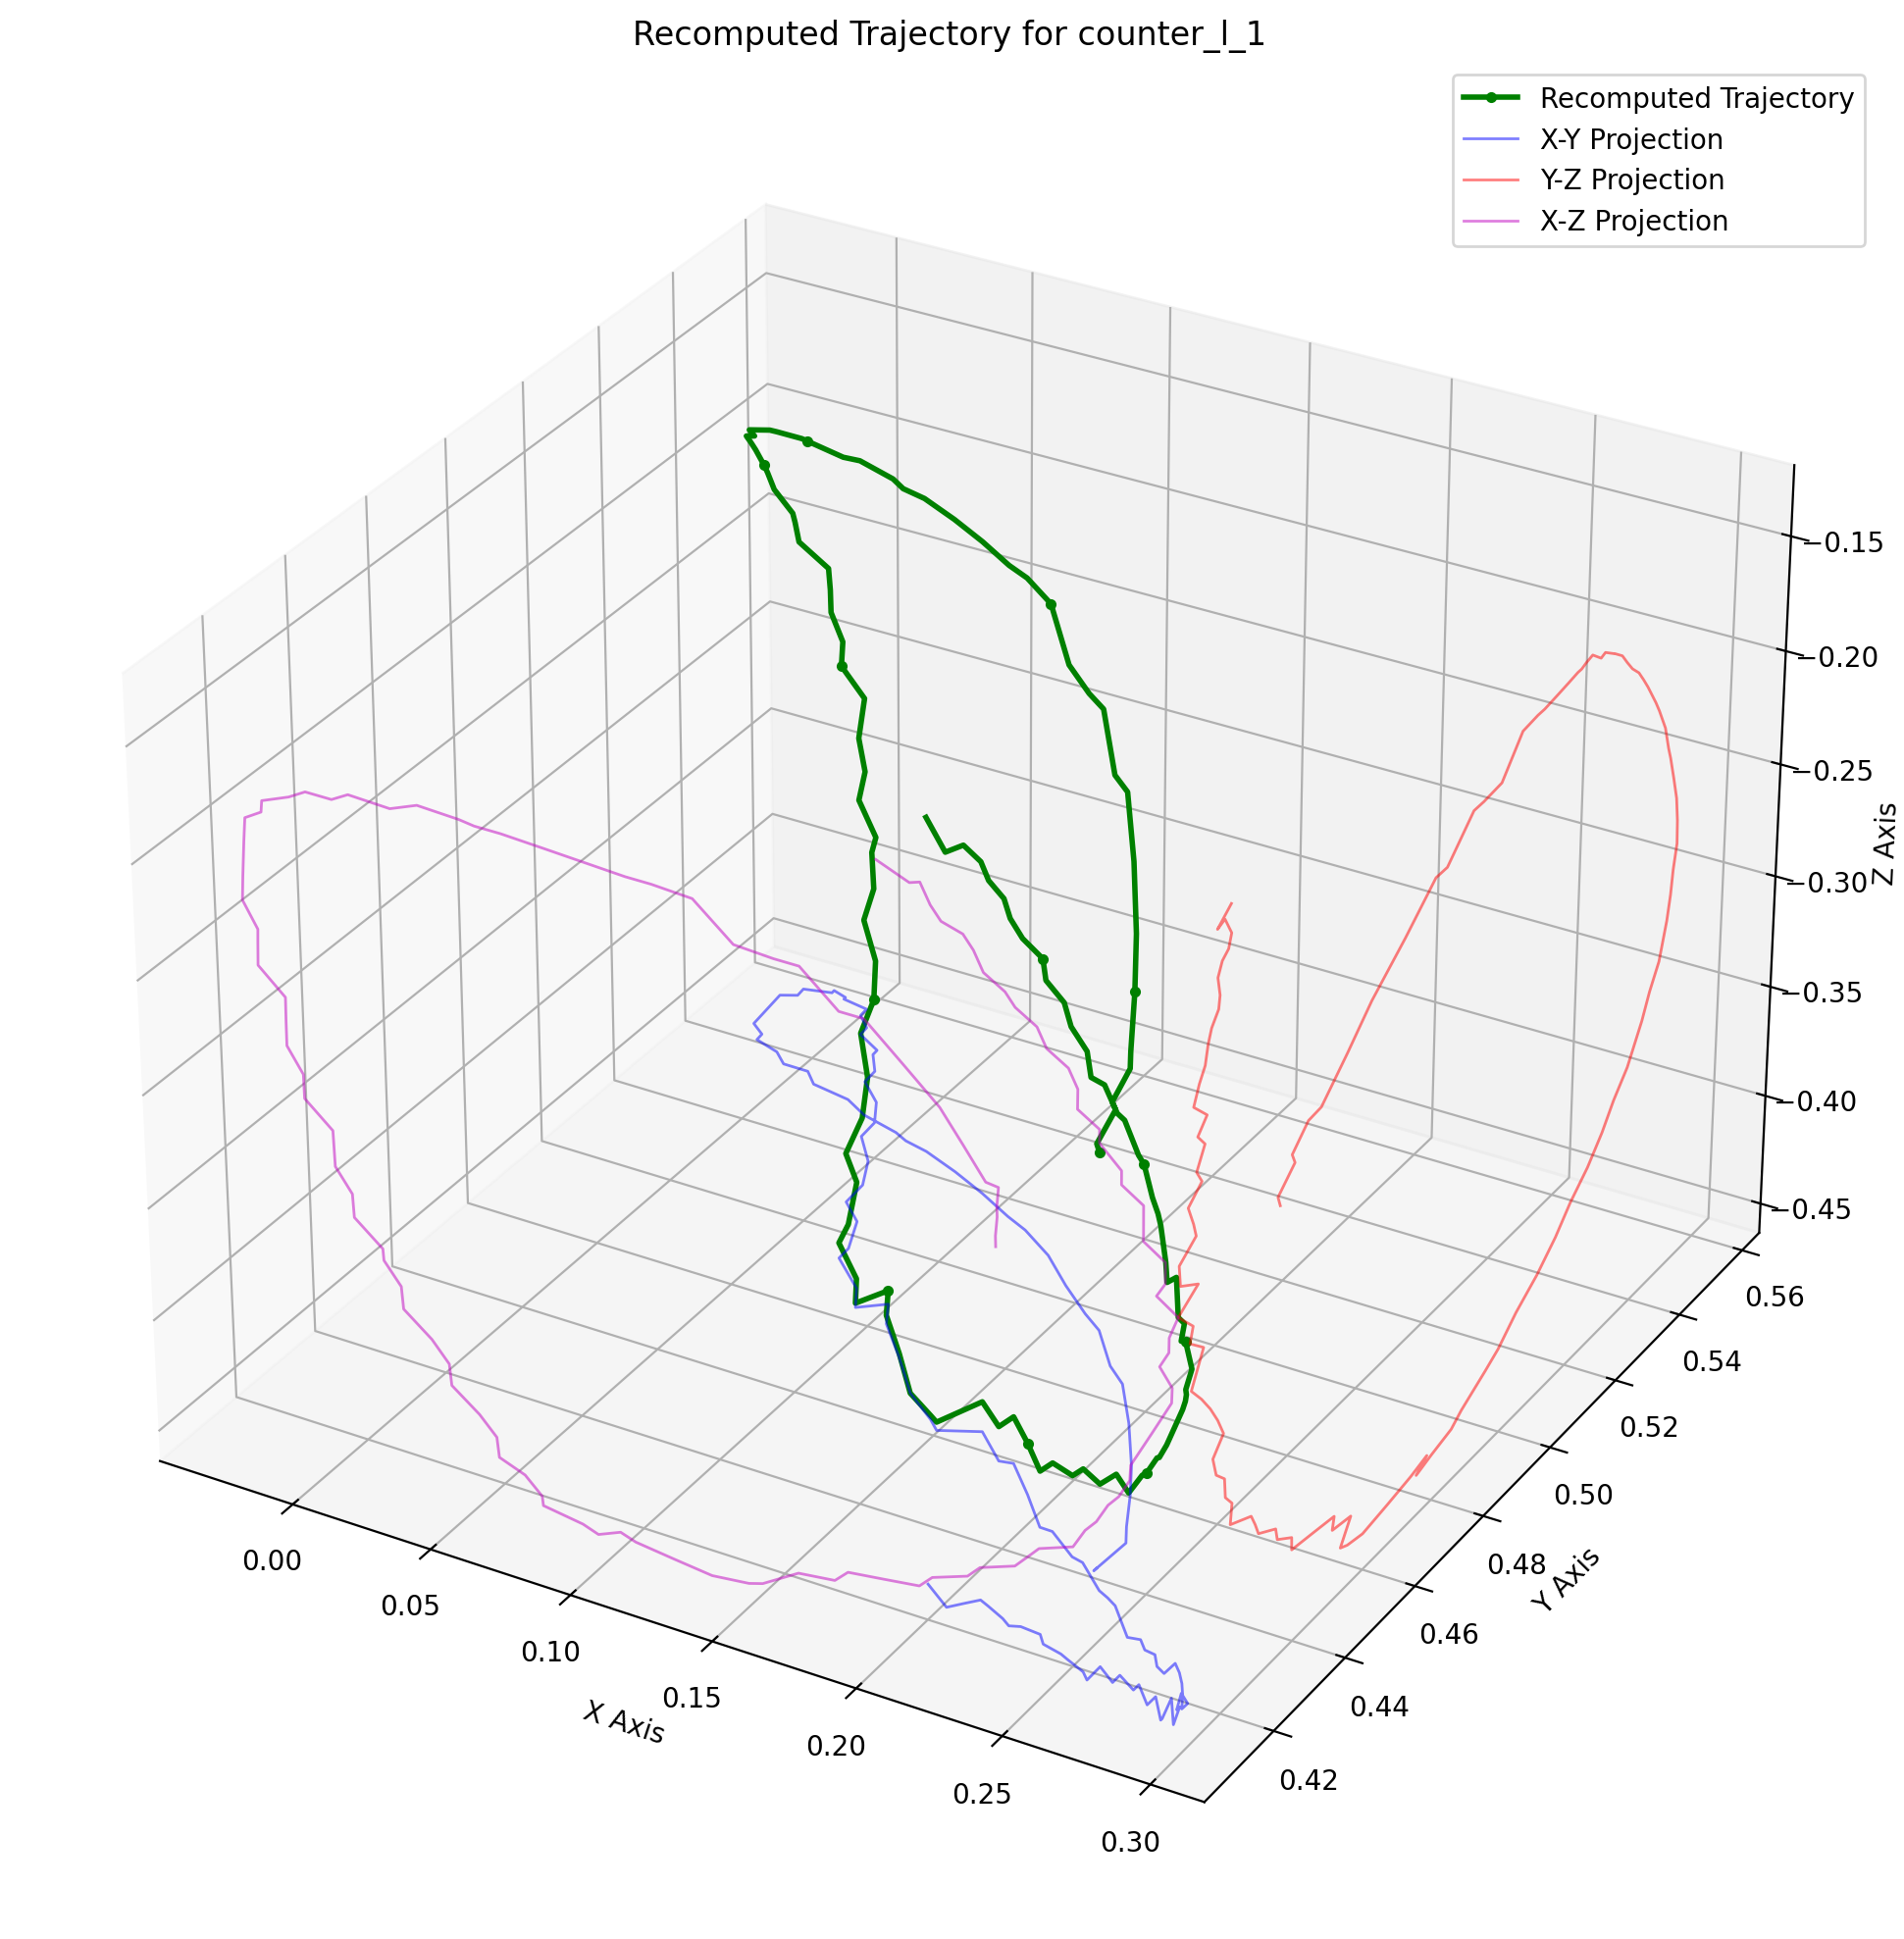 Recomputed Trajectory for counter_l_1
Recomputed Trajectory
X-Y Projection
Y-Z Projection
X-Z Projection
−0.15
−0.20
−0.25
−0.30
−0.35
−0.40
−0.45
Z Axis
0.56
0.54
0.52
0.50
0.48
0.46
0.44
0.42
Y Axis
0.00
0.05
0.10
0.15
0.20
0.25
0.30
X Axis